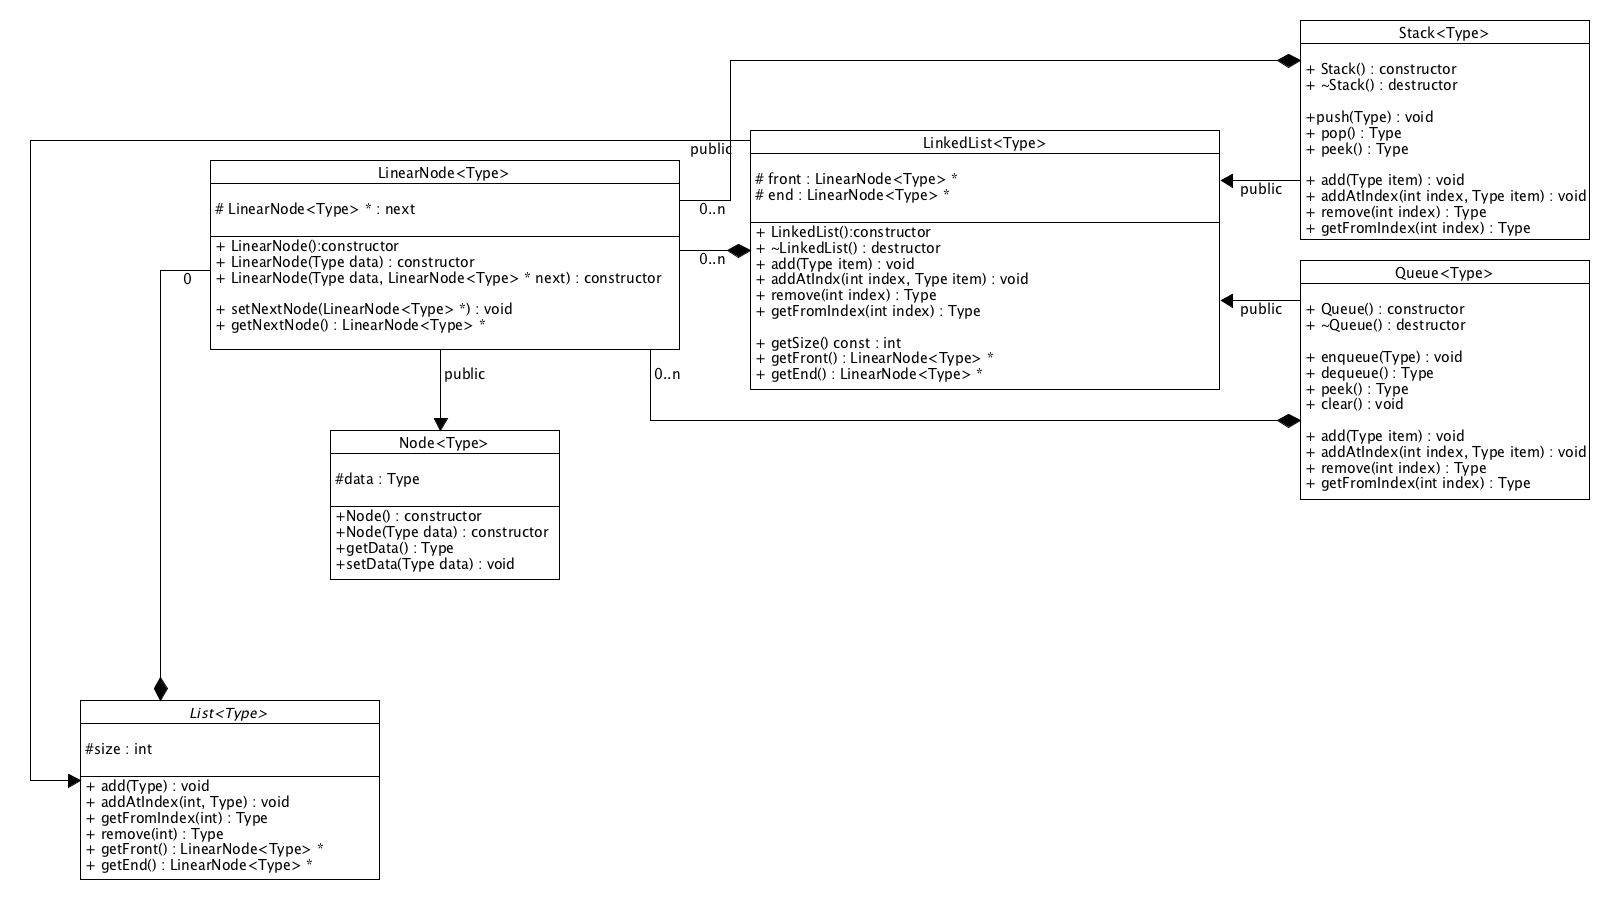 Stack<Type>
+ Stack() : constructor
+ ~Stack() : destructor
+push(Type) : void
+ pop() : Type
+ peek() : Type
+ add(Type item) : void
+ addAtIndex(int index, Type item) : void
+ remove(int index) : Type
+ getFromIndex(int index) : Type
public
LinkedList<Type>
# front : LinearNode<Type> *
# end : LinearNode<Type> *
+ LinkedList():constructor
+ ~LinkedList() : destructor
+ add(Type item) : void
+ addAtIndx(int index, Type item) : void
+ remove(int index) : Type
+ getFromIndex(int index) : Type
+ getSize() const : int
+ getFront() : LinearNode<Type> *
+ getEnd() : LinearNode<Type> *
public
LinearNode<Type>
# LinearNode<Type> * : next
+ LinearNode():constructor
+ LinearNode(Type data) : constructor
+ LinearNode(Type data, LinearNode<Type> * next) : constructor
+ setNextNode(LinearNode<Type> *) : void
+ getNextNode() : LinearNode<Type> *
0..n
0..n
0
public
0..n
Queue<Type>
+ Queue() : constructor
+ ~Queue() : destructor
+ enqueue(Type) : void
+ dequeue() : Type
+ peek() : Type
+ clear() : void
+ add(Type item) : void
+ addAtIndex(int index, Type item) : void
+ remove(int index) : Type
+ getFromIndex(int index) : Type
public
Node<Type>
#data : Type
+Node() : constructor
+Node(Type data) : constructor
+getData() : Type
+setData(Type data) : void
List<Type>
#size : int
+ add(Type) : void
+ addAtIndex(int, Type) : void
+ getFromIndex(int) : Type
+ remove(int) : Type
+ getFront() : LinearNode<Type> *
+ getEnd() : LinearNode<Type> *